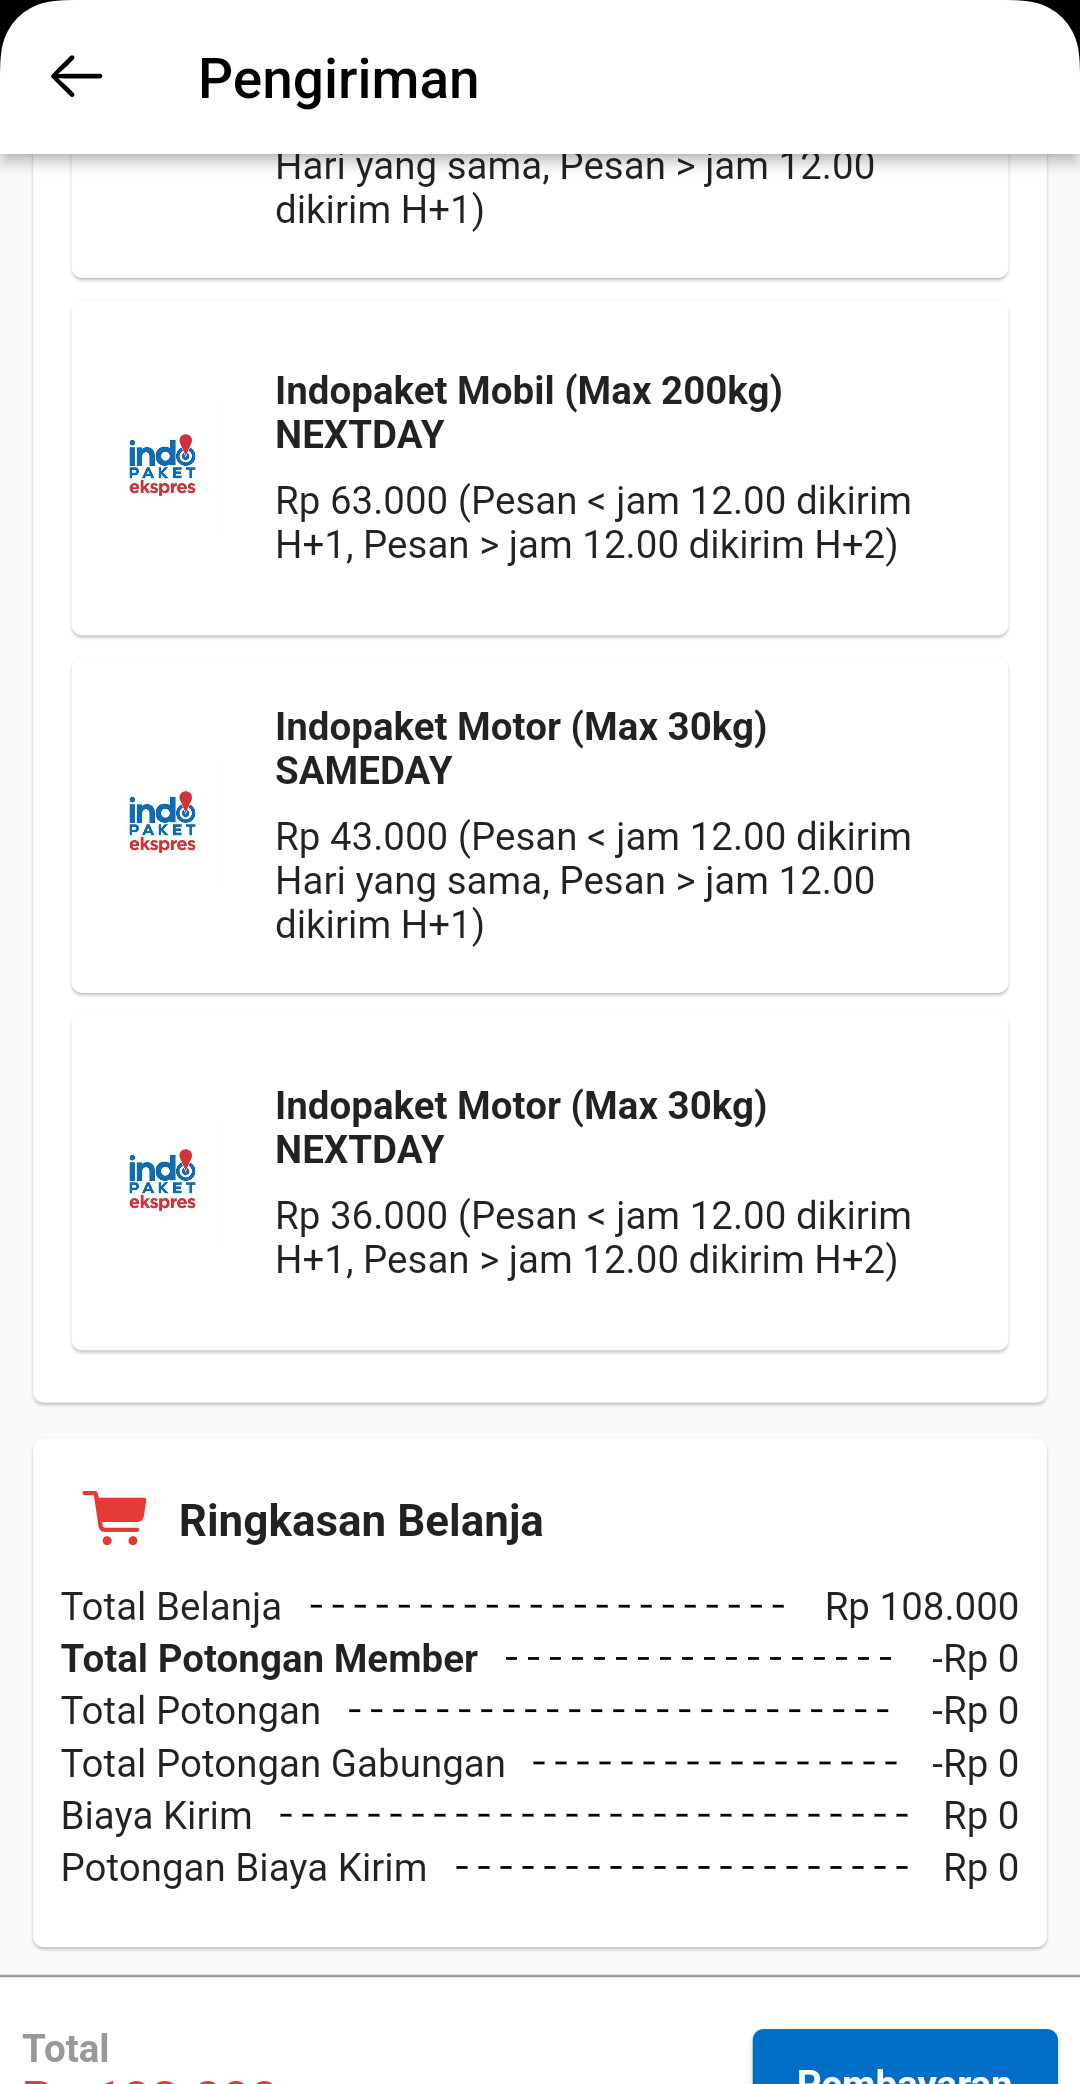 Pengiriman
Hari yang sama, Pesan > jam 12.00
dikirim H+1)
Indopaket Mobil (Max 200kg)
NEXTDAY
indo
PAKET
ekspres
Rp 63.000 (Pesan < jam 12.00 dikirim
H+1, Pesan > jam 12.00 dikirim H+2)
Indopaket Motor (Max 30kg)
SAMEDAY
indo
PAKET
ekspres
Rp 43.000 (Pesan < jam 12.00 dikirim
Hari yang sama, Pesan > jam 12.00
dikirim H+1)
Indopaket Motor (Max 30kg)
NEXTDAY
indo
PAKET
ekspres
Rp 36.000 (Pesan < jam 12.00 dikirim
H+1, Pesan > jam 12.00 dikirim H+2)
Ringkasan Belanja
Total Belanja Rp 108.000
Total Potongan Member -Rp 0
Total Potongan -Rp 0
Total Potongan Gabungan -Rp 0
Biaya Kirim Rp 0
Potongan Biaya Kirim Rp 0
Total
Pembayaran